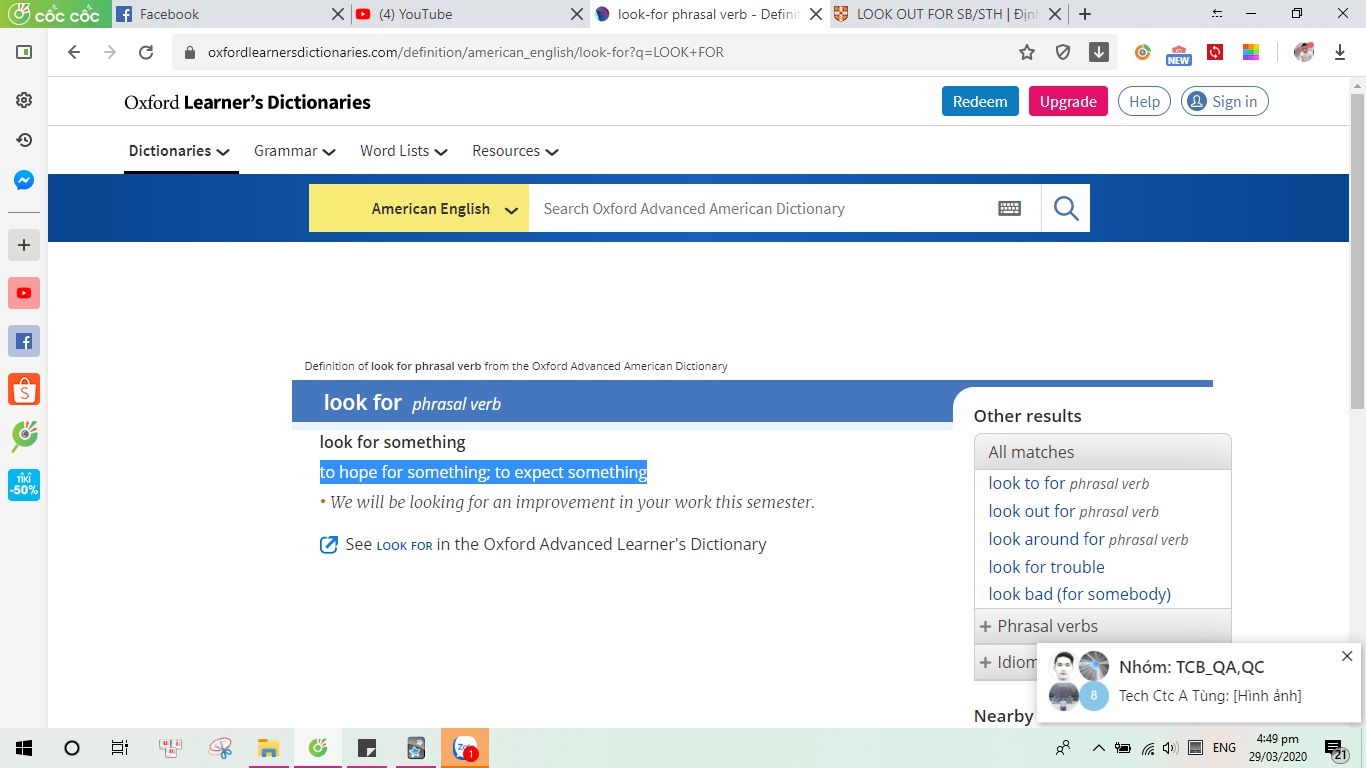 cốc cốc
Facebook
(4) YouTube
look-for phrasal verb - Defini
LOOK OUT FOR SB/STH | Địn
oxfordlearnersdictionaries.com/definition/american_english/look-for?q=LOOK+FOR
NEW
Oxford Learner's Dictionaries
Redeem
Upgrade
Help
Sign in
Dictionaries
Grammar
Word Lists
Resources
American English
Search Oxford Advanced American Dictionary
Definition of look for phrasal verb from the Oxford Advanced American Dictionary
look for phrasal verb
look for something
to hope for something; to expect something
• We will be looking for an improvement in your work this semester.
See LOOK FOR in the Oxford Advanced Learner's Dictionary
Other results
All matches
look to for phrasal verb
look out for phrasal verb
look around for phrasal verb
look for trouble
look bad (for somebody)
+ Phrasal verbs
+ Idiom
Nearby
TIKI
-50%
8
Nhóm: TCB_QA,QC
Tech Ctc A Tùng: [Hình ảnh]
1
ENG
4:49 pm
29/03/2020
21